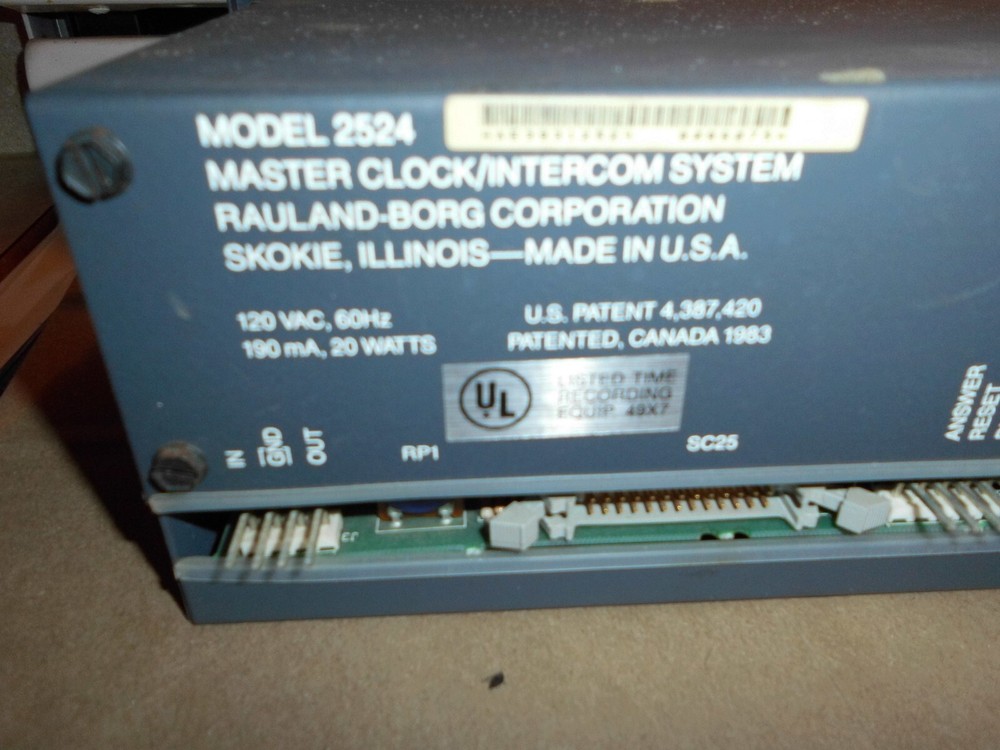 MODEL 2524
MASTER CLOCK/INTERCOM SYSTEM
RAULAND-BORG CORPORATION
SKOKIE, ILLINOIS—MADE IN U.S.A.
120 VAC, 60Hz
190 mA, 20 WATTS
U.S. PATENT 4,387,420
PATENTED, CANADA 1983
UL
LISTED TIME
RECORDING
EQUIP. 49X7
IN
GND
OUT
RP1
SC25
ANSWER
RESET